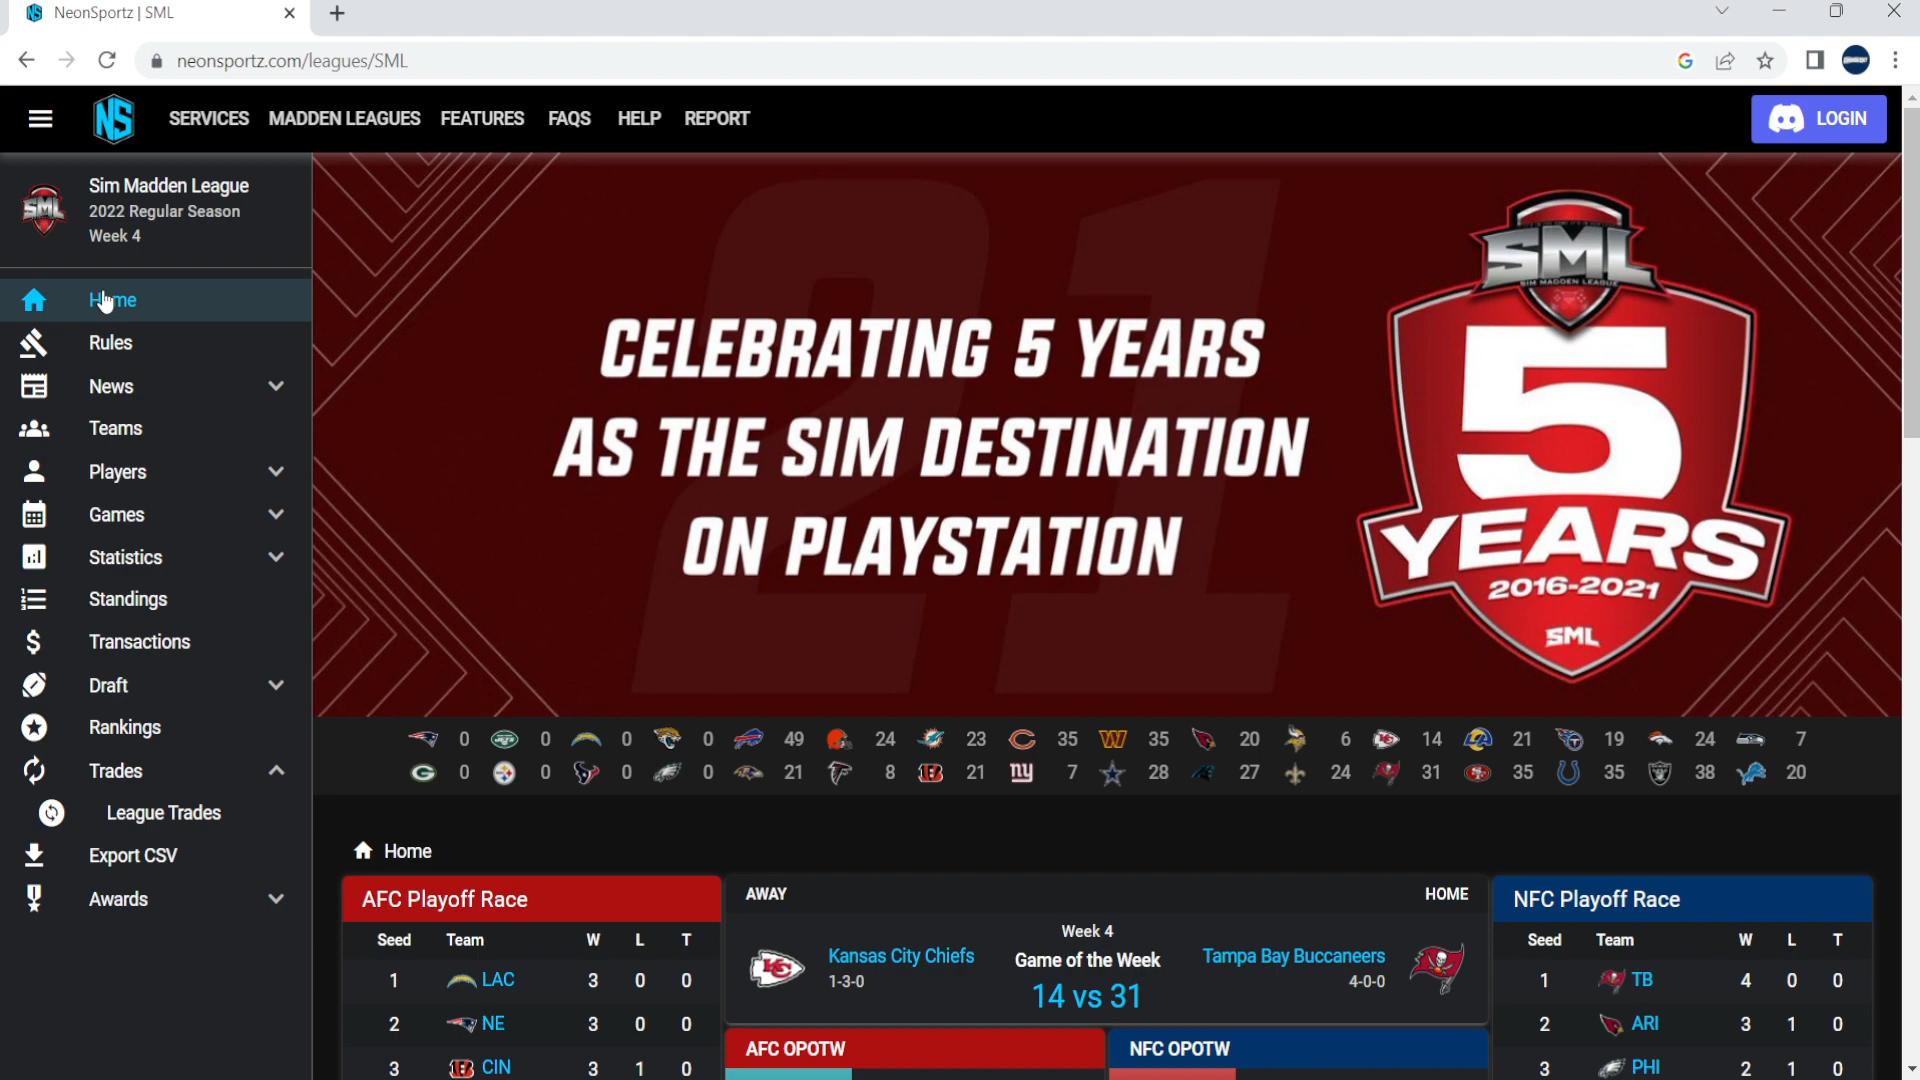 NeonSportz | SML
neonsportz.com/leagues/SML
NS SERVICES MADDEN LEAGUES FEATURES FAQS HELP REPORT LOGIN
SML
Sim Madden League
2022 Regular Season
Week 4
Home
Rules
News
Teams
Players
Games
Statistics
Standings
$ Transactions
Draft
Rankings
Trades
League Trades
Export CSV
Awards
21
CELEBRATING 5 YEARS
AS THE SIM DESTINATION
ON PLAYSTATION
SML
SIM MADDEN LEAGUE
5
YEARS
2016-2021
SML
0 0 0 0 49 24 23 35 35 20 6 14 21 19 24 7
0 0 0 0 21 8 21 7 28 27 24 31 35 35 38 20
Home
AFC Playoff Race
Seed Team W L T
1 LAC 3 0 0
2 NE 3 0 0
3 CIN 3 1 0
AWAY HOME
Week 4
Kansas City Chiefs Game of the Week Tampa Bay Buccaneers
1-3-0 14 vs 31 4-0-0
AFC OPOTW NFC OPOTW
NFC Playoff Race
Seed Team W L T
1 TB 4 0 0
2 ARI 3 1 0
3 PHI 2 1 0